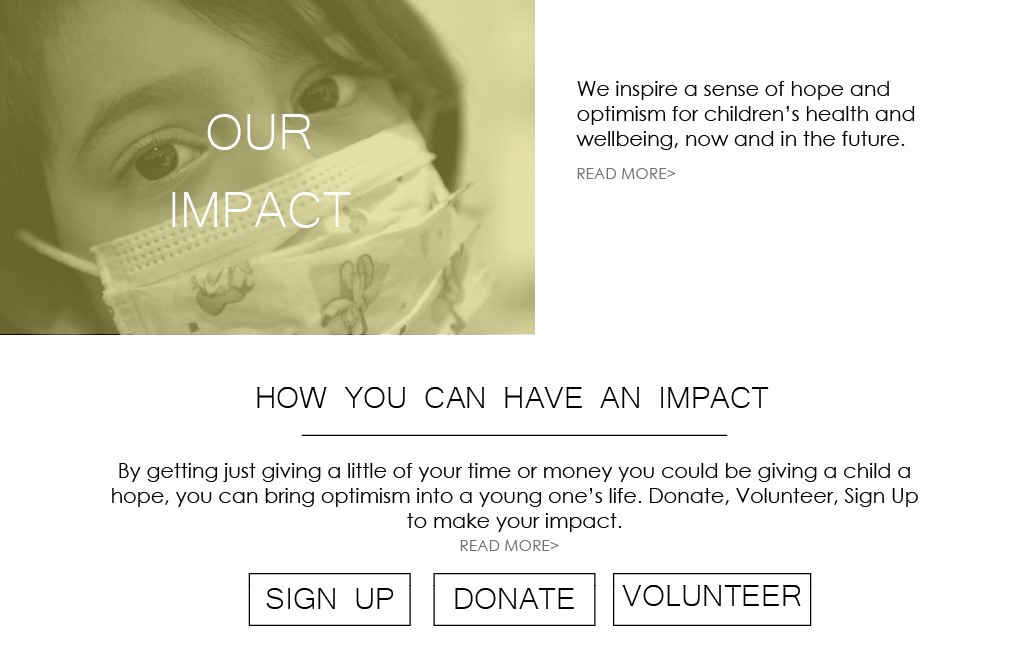 OUR
IMPACT
We inspire a sense of hope and
optimism for children’s health and
wellbeing, now and in the future.
READ MORE>
HOW YOU CAN HAVE AN IMPACT
By getting just giving a little of your time or money you could be giving a child a
hope, you can bring optimism into a young one’s life. Donate, Volunteer, Sign Up
to make your impact.
READ MORE>
SIGN UP
DONATE
VOLUNTEER